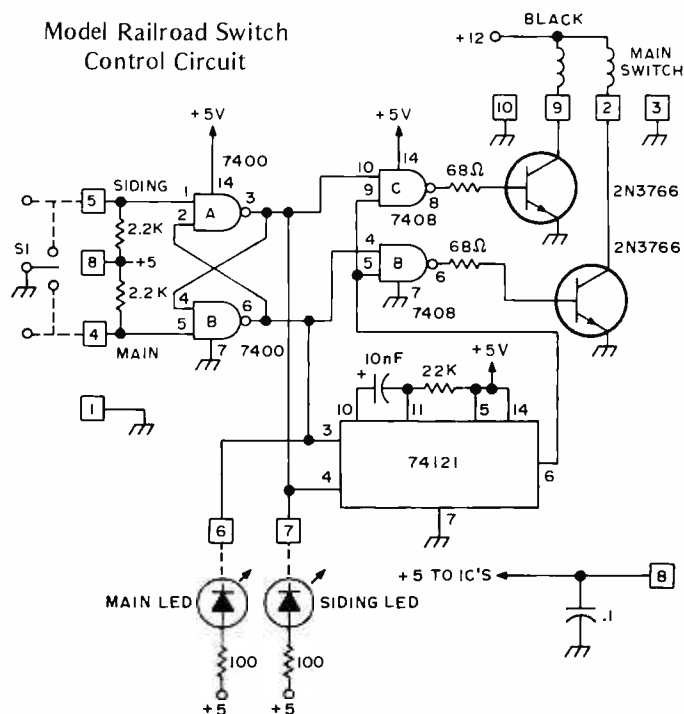 Model Railroad Switch
Control Circuit
BLACK
+12
MAIN
SWITCH
10
9
2
3
+5V
+5V
14
7400
14
7408
5
SIDING
1
2
A
3
10
9
C
8
68Ω
2N3766
2.2K
S1
8
+5
2.2K
4
5
B
6
7
7400
4
MAIN
4
5
B
6
7
7408
68Ω
2N3766
1
+
10nF
22K
+5V
10
11
5
14
3
4
74121
6
7
6
7
MAIN LED
SIDING LED
100
100
+5
+5
+5 TO IC'S
8
.1